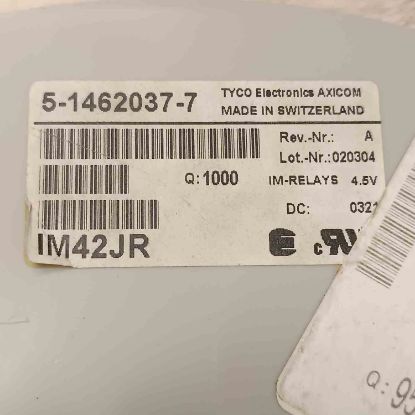 5-1462037-7
TYCO Electronics AXICOM
MADE IN SWITZERLAND
Rev.-Nr.: A
Lot.-Nr.:020304
Q:1000
IM-RELAYS 4.5V
DC: 0321
IM42JR
Q: